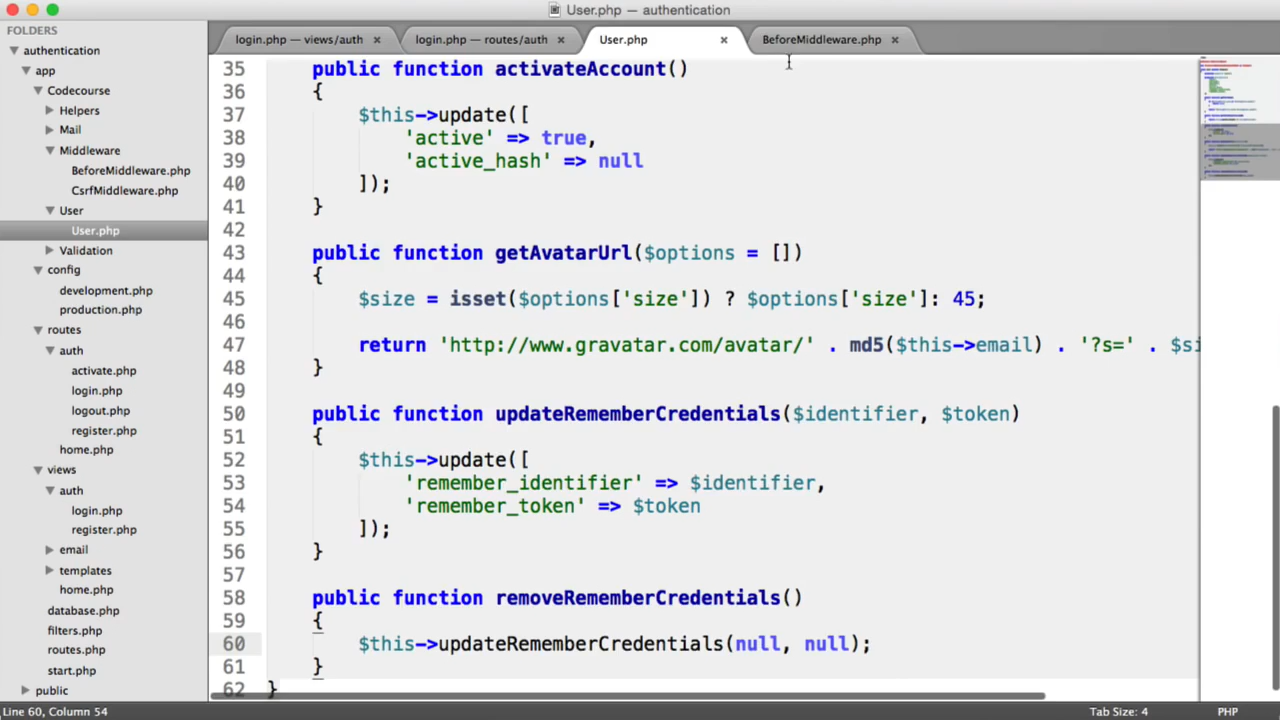 User.php — authentication
FOLDERS
authentication
app
Codecourse
Helpers
Mail
Middleware
BeforeMiddleware.php
CsrfMiddleware.php
User
User.php
Validation
config
development.php
production.php
routes
auth
activate.php
login.php
logout.php
register.php
home.php
views
auth
login.php
register.php
email
templates
home.php
database.php
filters.php
routes.php
start.php
public
login.php — views/auth × login.php — routes/auth × User.php × BeforeMiddleware.php ×
35 public function activateAccount()
36 {
37 $this->update([
38 'active' => true,
39 'active_hash' => null
40 ]);
41 }
42
43 public function getAvatarUrl($options = [])
44 {
45 $size = isset($options['size']) ? $options['size']: 45;
46
47 return 'http://www.gravatar.com/avatar/' . md5($this->email) . '?s=' . $si
48 }
49
50 public function updateRememberCredentials($identifier, $token)
51 {
52 $this->update([
53 'remember_identifier' => $identifier,
54 'remember_token' => $token
55 ]);
56 }
57
58 public function removeRememberCredentials()
59 {
60 $this->updateRememberCredentials(null, null);
61 }
62 }
Line 60, Column 54 Tab Size: 4 PHP